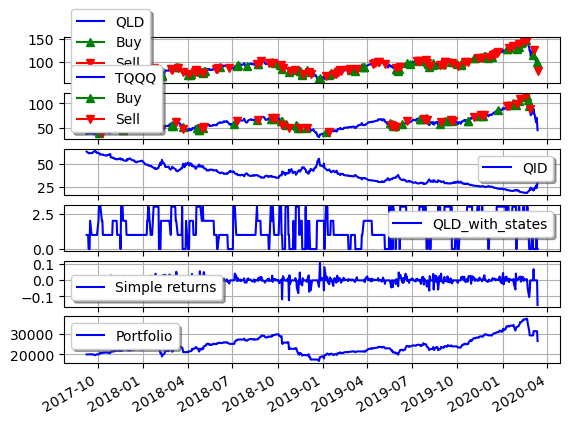 QLD
Buy
Sell
150
100
TQQQ
Buy
Sell
100
50
QID
50
25
QLD_with_states
2.5
0.0
Simple returns
0.1
0.0
−0.1
Portfolio
30000
20000
2017-10 2018-01 2018-04 2018-07 2018-10 2019-01 2019-04 2019-07 2019-10 2020-01 2020-04